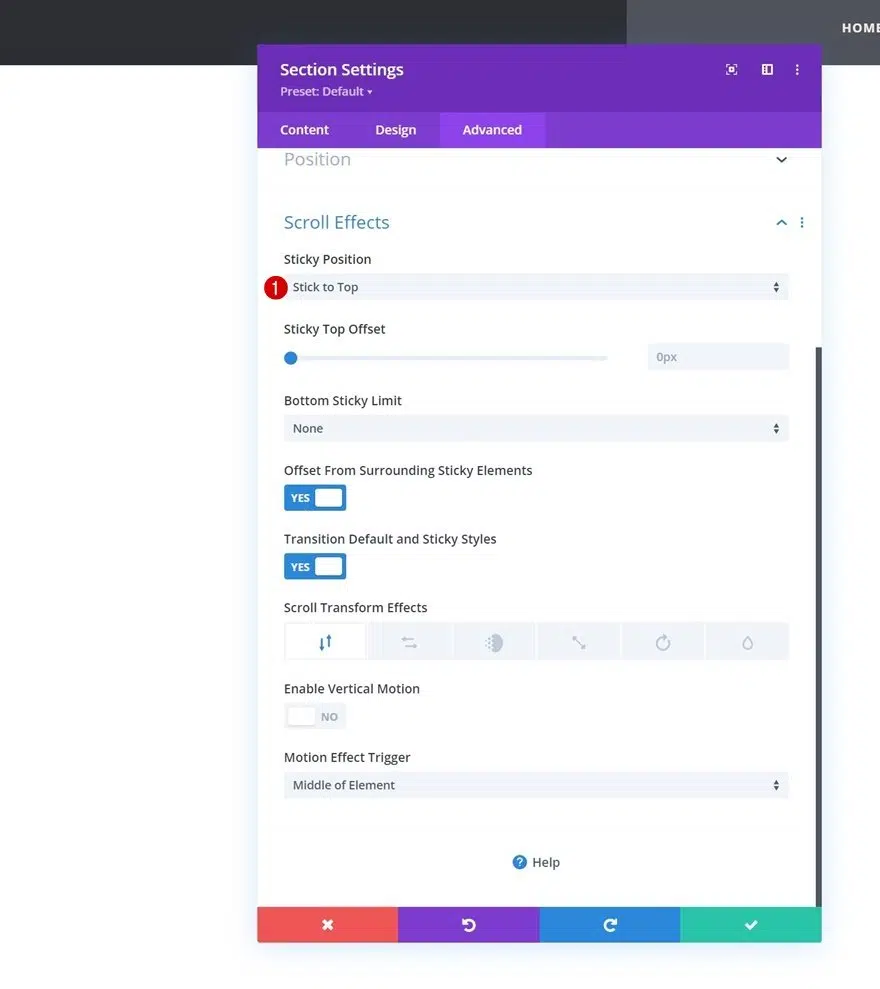 HOME
Section Settings
Preset: Default
Content Design Advanced
Position
Scroll Effects
Sticky Position
1 Stick to Top
Sticky Top Offset
0px
Bottom Sticky Limit
None
Offset From Surrounding Sticky Elements
YES
Transition Default and Sticky Styles
YES
Scroll Transform Effects
Enable Vertical Motion
NO
Motion Effect Trigger
Middle of Element
? Help